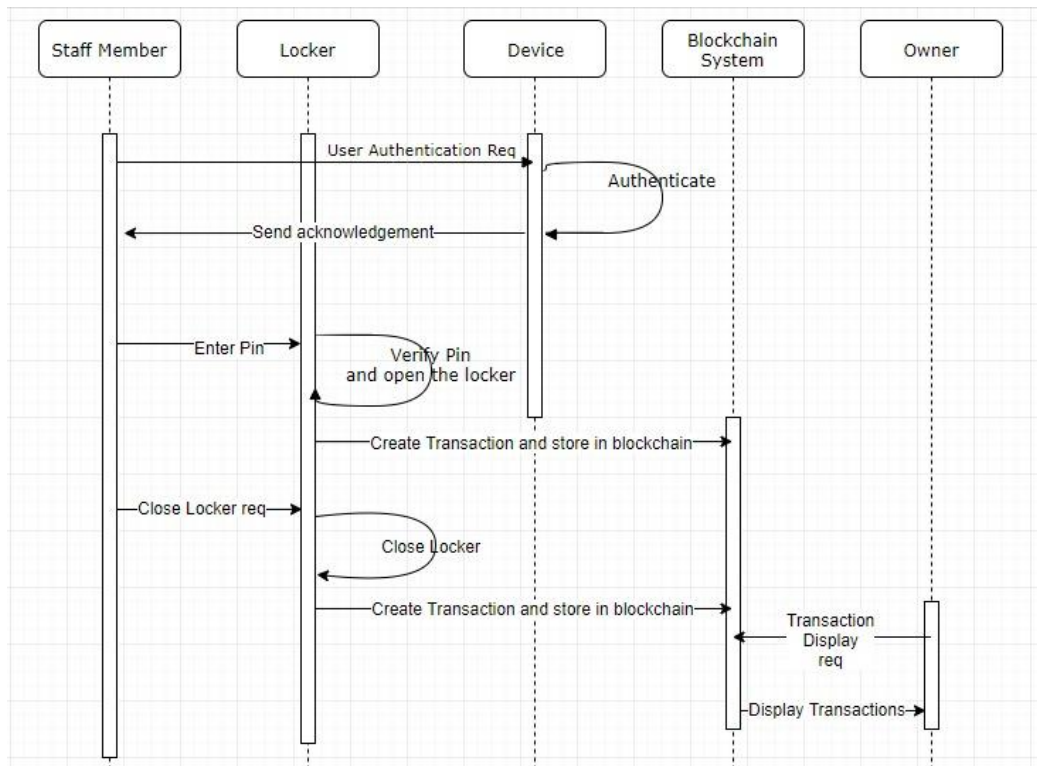 Staff Member
Locker
Device
Blockchain
System
Owner
User Authentication Req
Authenticate
Send acknowledgement
Enter Pin
Verify Pin
and open the locker
Create Transaction and store in blockchain
Close Locker req
Close Locker
Create Transaction and store in blockchain
Transaction
Display
req
Display Transactions